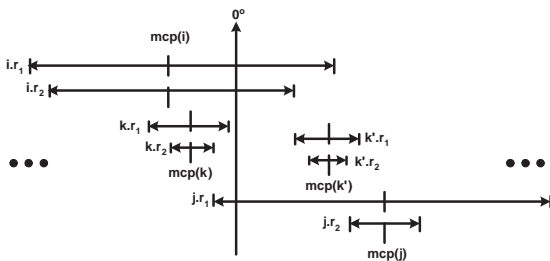 0°
mcp(i)
i.r1
i.r2
k.r1
k'.r1
k.r2
k'.r2
mcp(k)
mcp(k')
j.r1
j.r2
mcp(j)